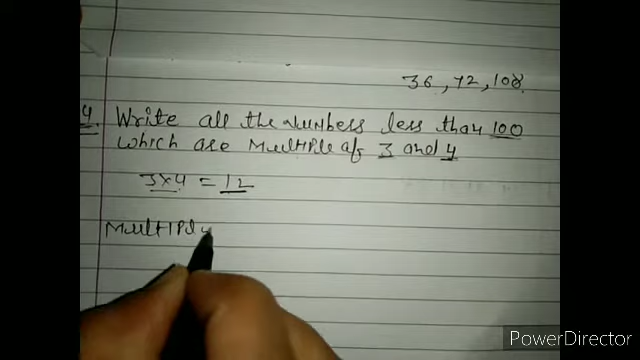 36, 72, 108.
4. Write all the numbers less than 100
which are multiple of 3 and 4
3×4 = 12
Multiple
PowerDirector